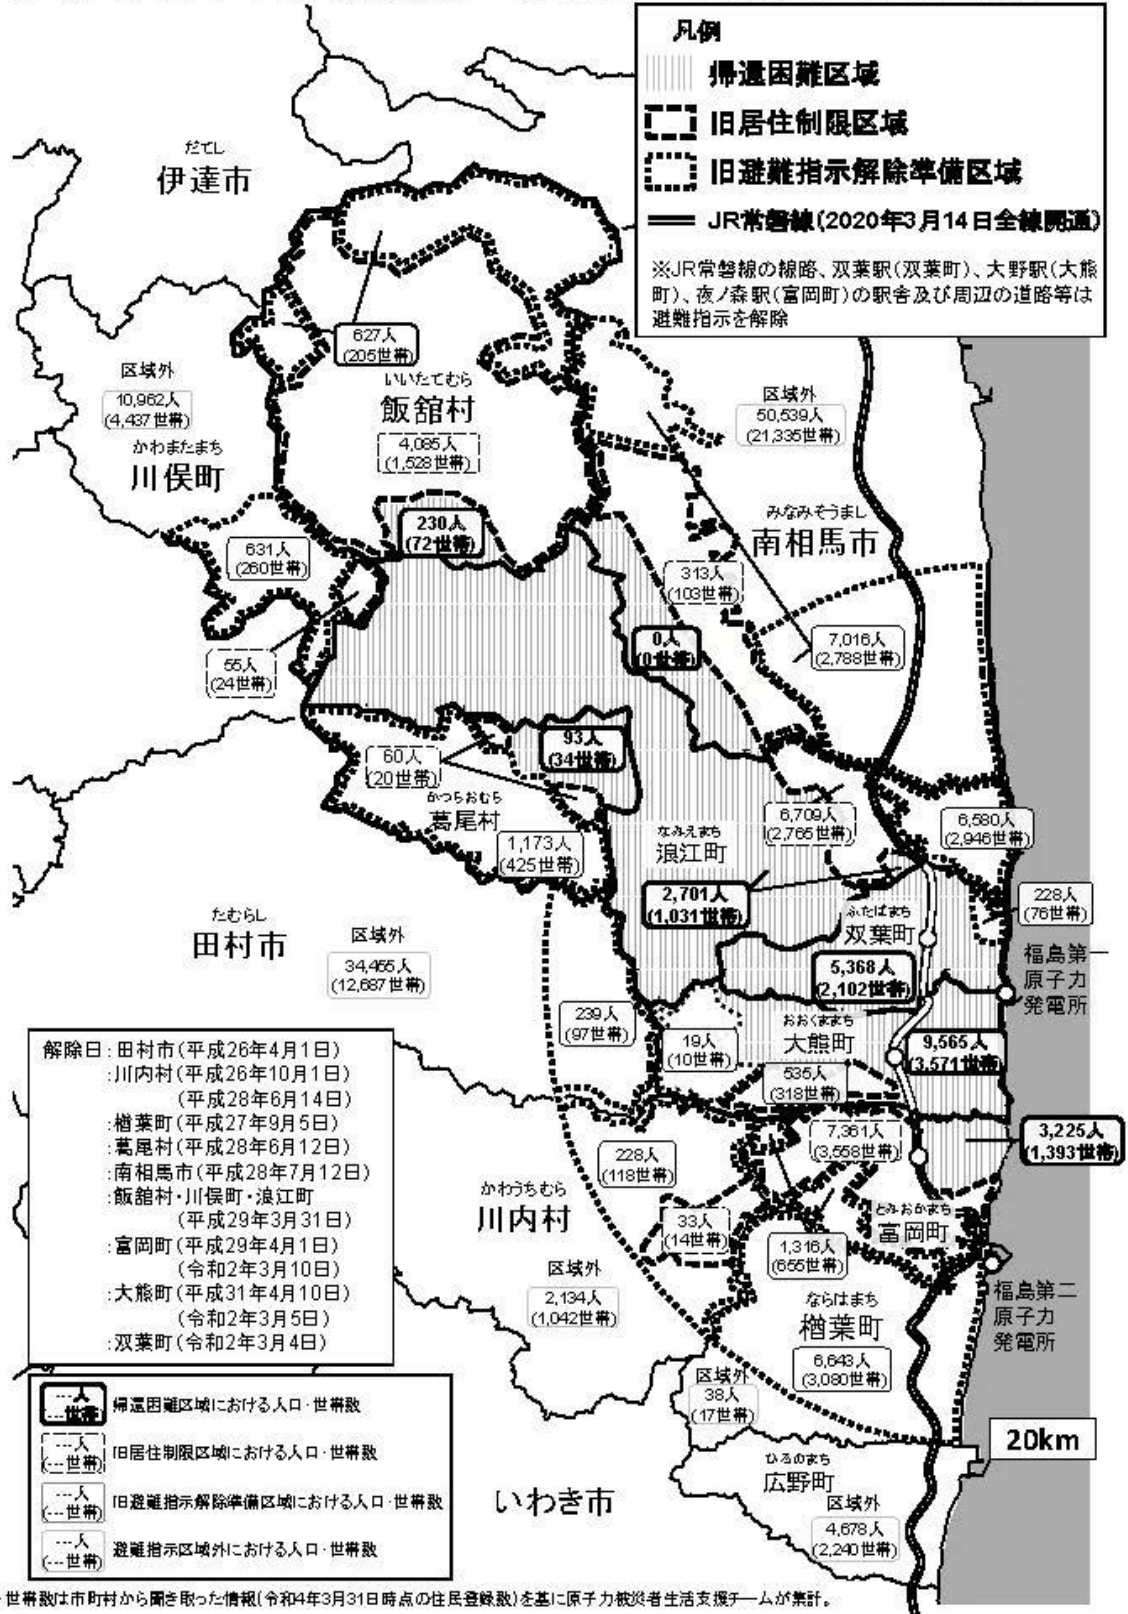 凡例
帰還困難区域
旧居住制限区域
旧避難指示解除準備区域
JR常磐線(2020年3月14日全線開通)
※JR常磐線の線路、双葉駅(双葉町)、大野駅(大熊
町)、夜ノ森駅(富岡町)の駅舎及び周辺の道路等は
避難指示を解除
だてし
伊達市
627人
(205世帯)
区域外
10,962人
(4,437世帯)
かわまたまち
川俣町
いいたてむら
飯舘村
4,085人
(1,528世帯)
区域外
50,539人
(21,335世帯)
みなみそうまし
南相馬市
230人
(72世帯)
631人
(260世帯)
313人
(103世帯)
0人
(0世帯)
7,016人
(2,788世帯)
55人
(24世帯)
93人
(34世帯)
60人
(20世帯)
かつらおむら
葛尾村
1,173人
(425世帯)
なみえまち
浪江町
6,709人
(2,765世帯)
6,580人
(2,946世帯)
2,701人
(1,031世帯)
228人
(76世帯)
ふたばまち
双葉町
5,368人
(2,102世帯)
福島第一
原子力
発電所
たむらし
田村市
区域外
34,455人
(12,687世帯)
239人
(97世帯)
19人
(10世帯)
おおくままち
大熊町
9,565人
(3,571世帯)
535人
(318世帯)
解除日:田村市(平成26年4月1日)
:川内村(平成26年10月1日)
(平成28年6月14日)
:楢葉町(平成27年9月5日)
:葛尾村(平成28年6月12日)
:南相馬市(平成28年7月12日)
:飯舘村・川俣町・浪江町
(平成29年3月31日)
:富岡町(平成29年4月1日)
(令和2年3月10日)
:大熊町(平成31年4月10日)
(令和2年3月5日)
:双葉町(令和2年3月4日)
7,361人
(3,558世帯)
3,225人
(1,393世帯)
228人
(118世帯)
かわうちむら
川内村
33人
(14世帯)
とみおかまち
富岡町
1,316人
(655世帯)
区域外
2,134人
(1,042世帯)
ならはまち
楢葉町
6,643人
(3,080世帯)
福島第二
原子力
発電所
区域外
38人
(17世帯)
20km
ひろのまち
広野町
区域外
4,678人
(2,240世帯)
いわき市
---人
(---世帯)
帰還困難区域における人口・世帯数
---人
(---世帯)
旧居住制限区域における人口・世帯数
---人
(---世帯)
旧避難指示解除準備区域における人口・世帯数
---人
(---世帯)
避難指示区域外における人口・世帯数
・世帯数は市町村から聞き取った情報(令和4年3月31日時点の住民登録数)を基に原子力被災者生活支援チームが集計。